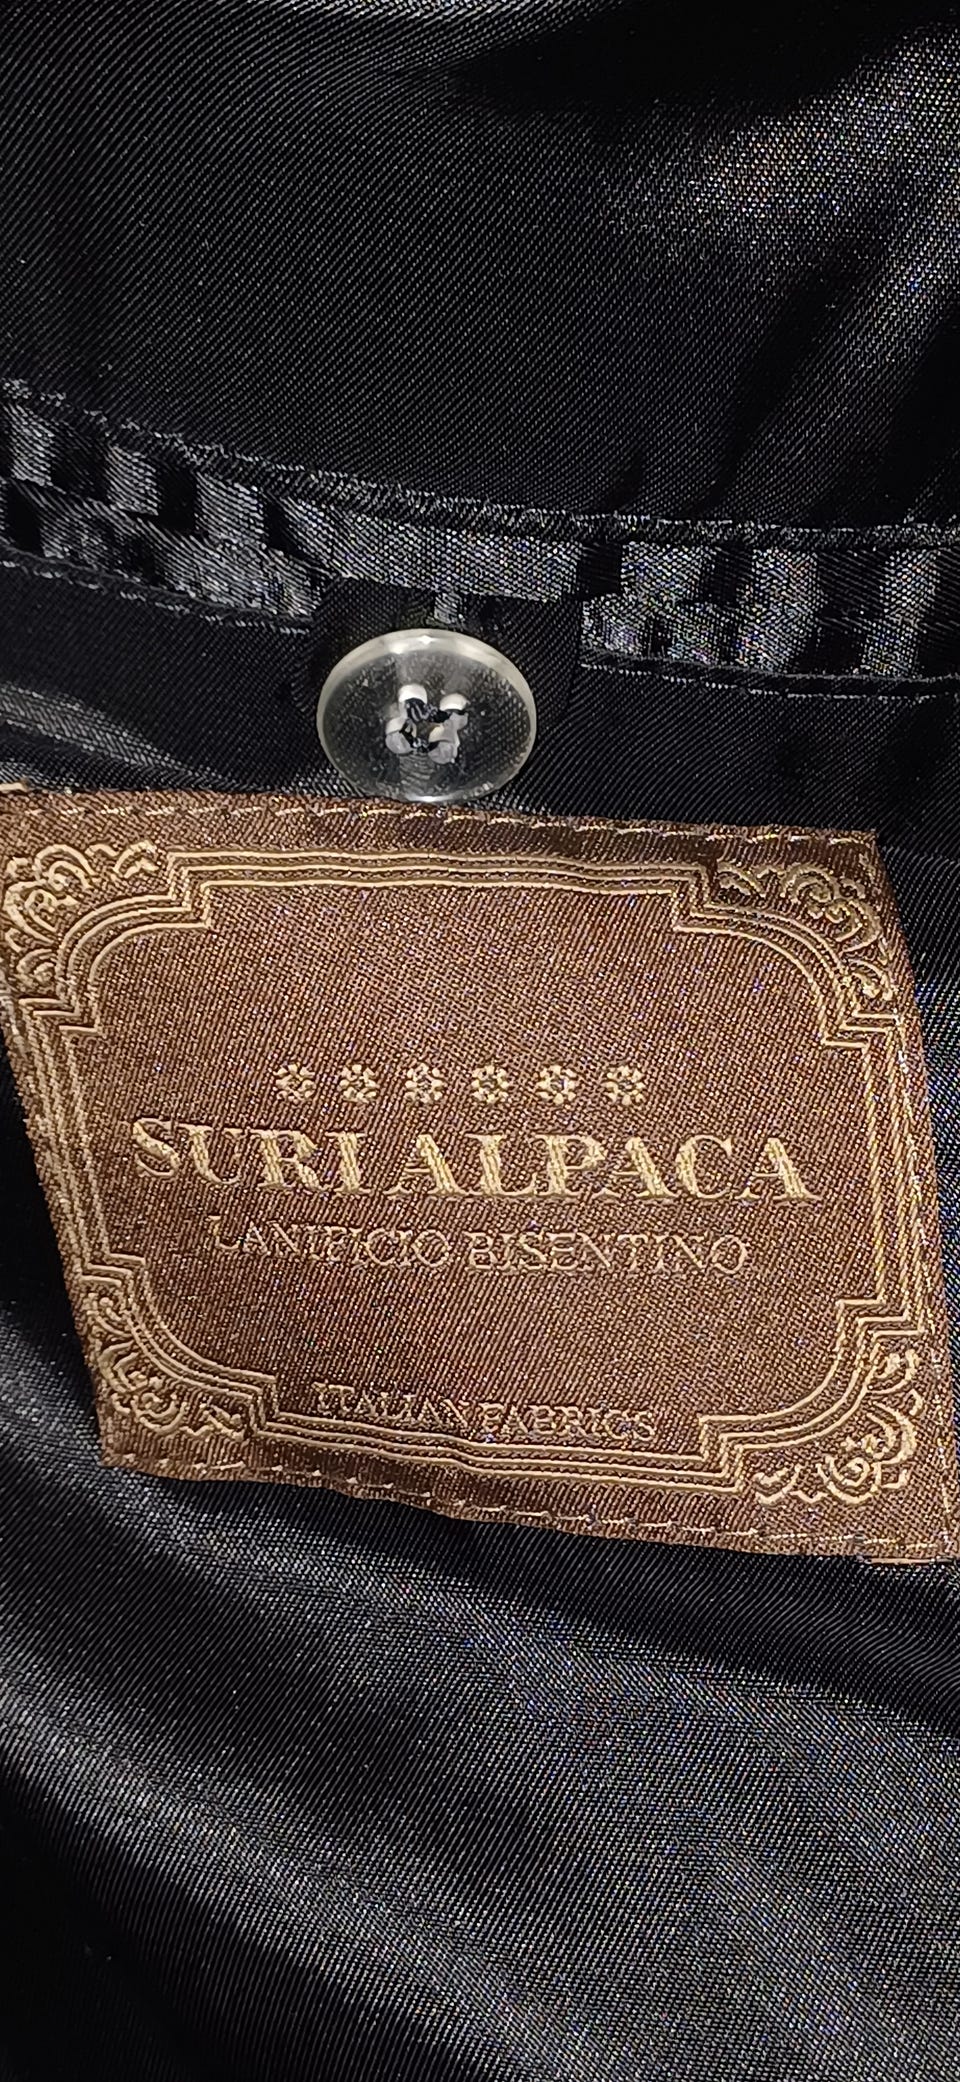 SURI ALPACA
LANIFICIO BISENTINO
ITALIAN FABRICS